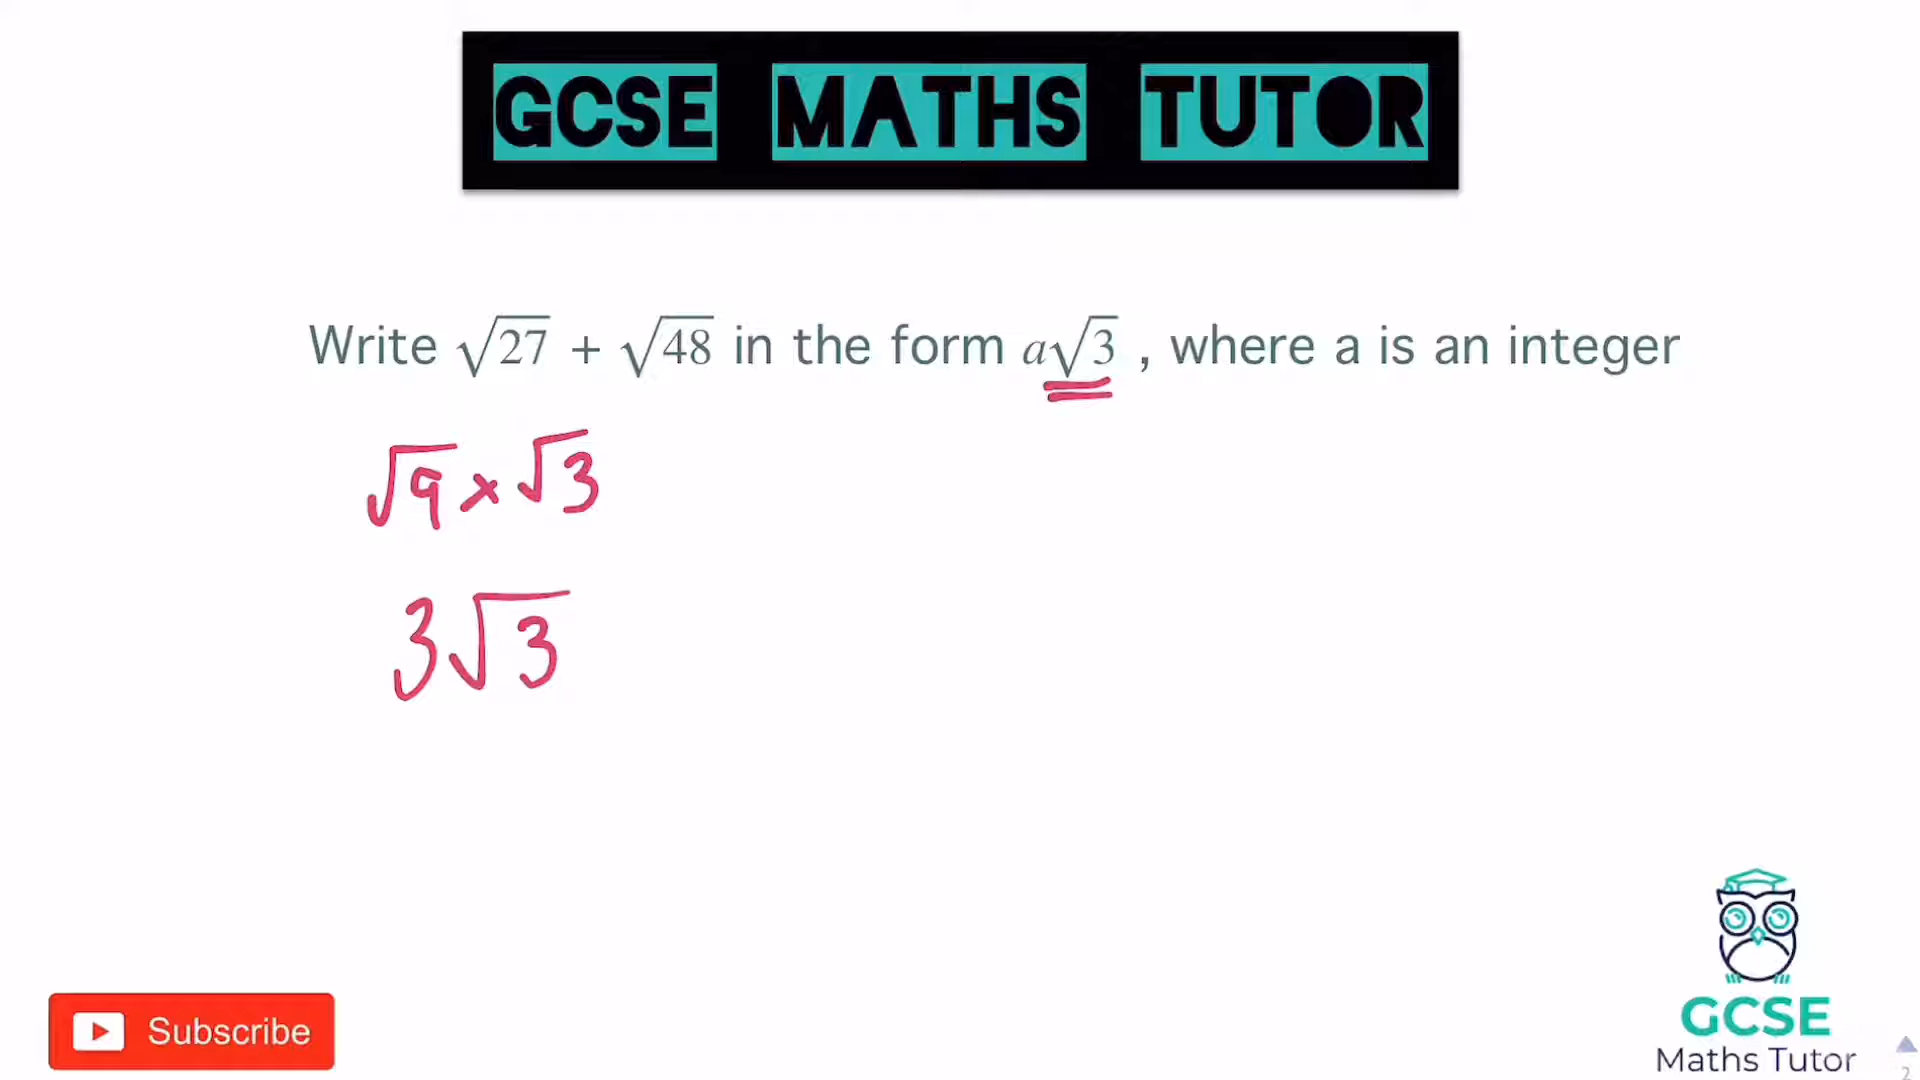 GCSE MATHS TUTOR
Write √27 + √48 in the form a√3 , where a is an integer
√9 × √3
3√3
Subscribe
GCSE
Maths Tutor
2